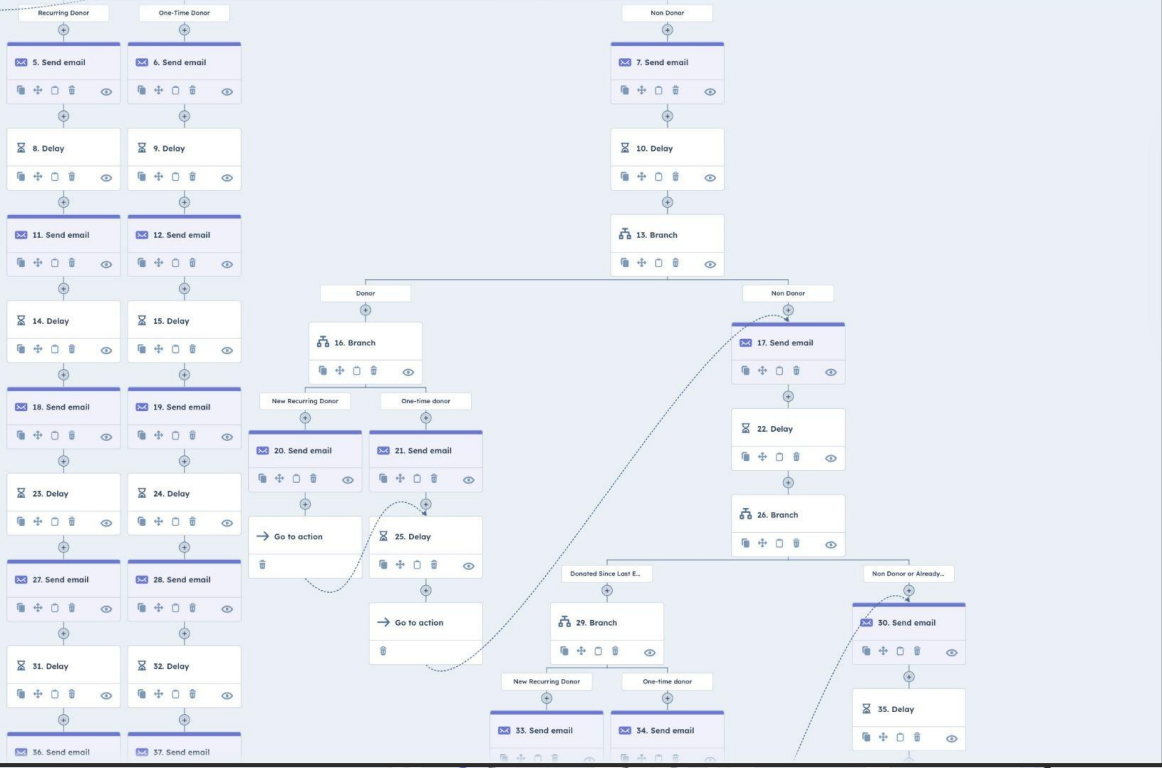 Recurring Donor
One-Time Donor
Non Donor
5. Send email
6. Send email
7. Send email
8. Delay
9. Delay
10. Delay
11. Send email
12. Send email
13. Branch
Donor
Non Donor
14. Delay
15. Delay
16. Branch
17. Send email
New Recurring Donor
One-time donor
18. Send email
19. Send email
20. Send email
21. Send email
22. Delay
23. Delay
24. Delay
Go to action
25. Delay
26. Branch
Donated Since Last E...
Non Donor or Already...
27. Send email
28. Send email
Go to action
29. Branch
30. Send email
31. Delay
32. Delay
New Recurring Donor
One-time donor
33. Send email
34. Send email
35. Delay
36. Send email
37. Send email